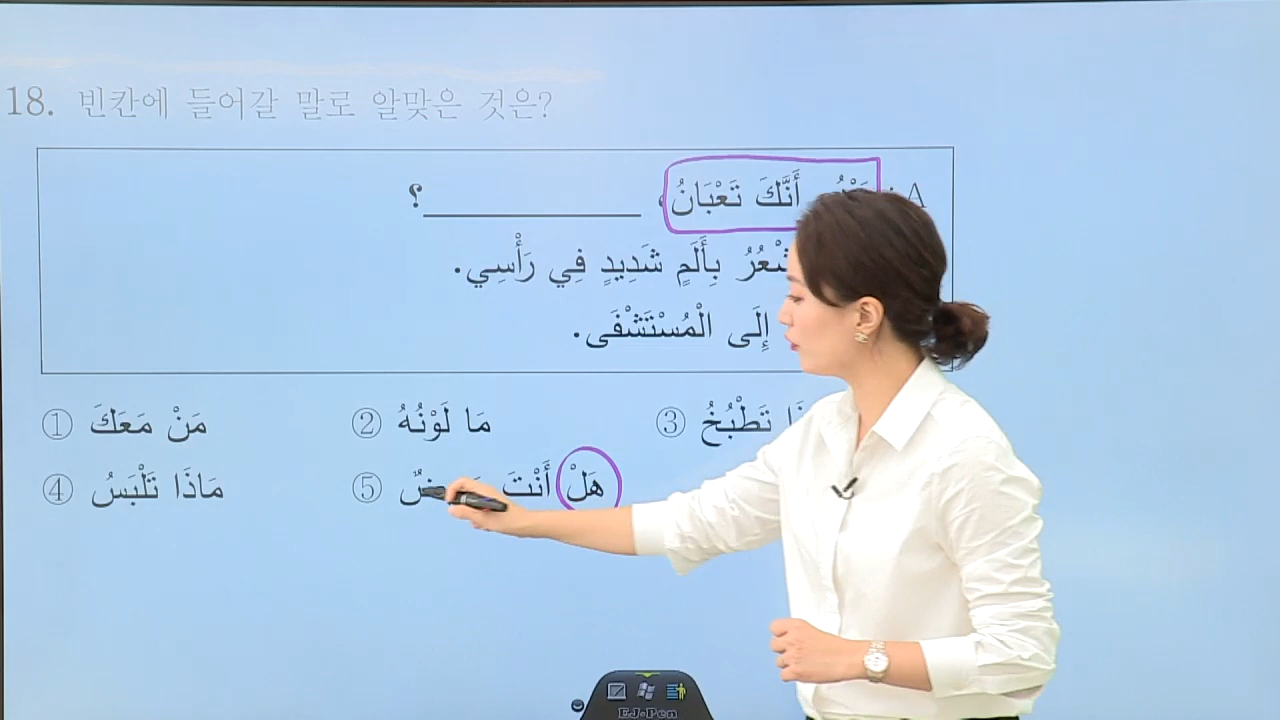 18. 빈칸에 들어갈 말로 알맞은 것은?
A : أَنَّكَ تَعْبَانُ، ____________؟
بِأَلَمٍ شَدِيدٍ فِي رَأْسِي.
إِلَى الْمُسْتَشْفَى.
① مَنْ مَعَكَ ② مَا لَوْنُهُ ③ تَطْبُخُ
④ مَاذَا تَلْبَسُ ⑤ هَلْ أَنْتَ
EJ-Pen